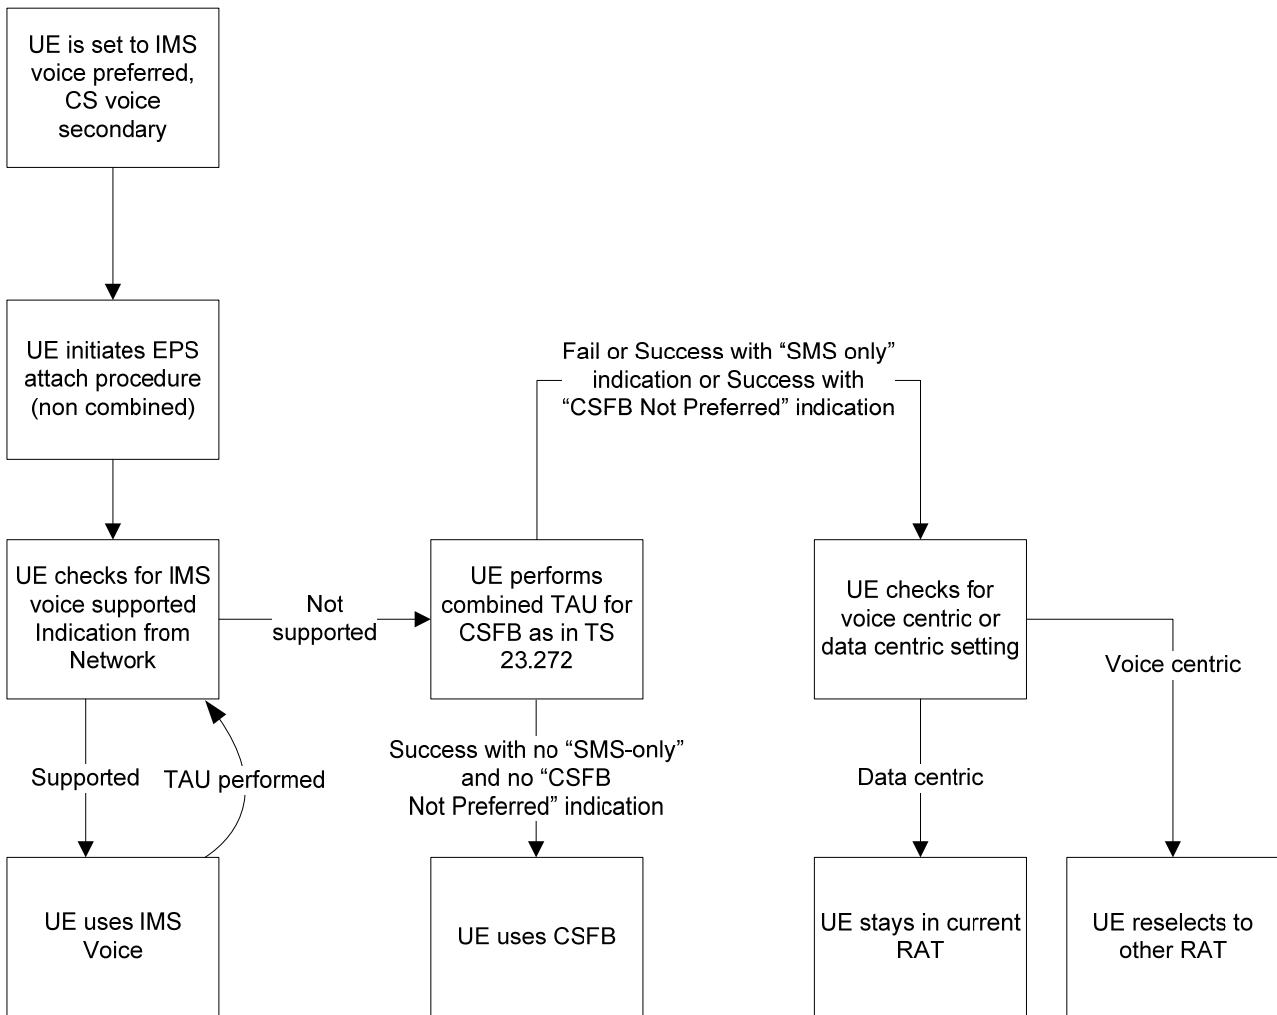 UE is set to IMS
voice preferred,
CS voice
secondary
UE initiates EPS
attach procedure
(non combined)
Fail or Success with “SMS only”
indication or Success with
“CSFB Not Preferred” indication
UE checks for IMS
voice supported
Indication from
Network
Not
supported
UE performs
combined TAU for
CSFB as in TS
23.272
UE checks for
voice centric or
data centric setting
Voice centric
Supported
TAU performed
Success with no “SMS-only”
and no “CSFB
Not Preferred” indication
Data centric
UE uses IMS
Voice
UE uses CSFB
UE stays in current
RAT
UE reselects to
other RAT